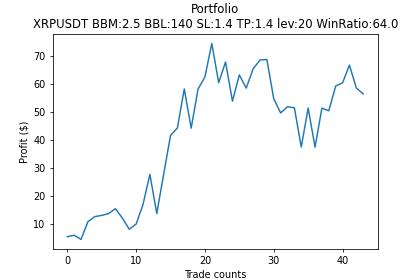 Portfolio
XRPUSDT BBM:2.5 BBL:140 SL:1.4 TP:1.4 lev:20 WinRatio:64.0
70
60
50
40
30
20
10
Profit ($)
0 10 20 30 40
Trade counts